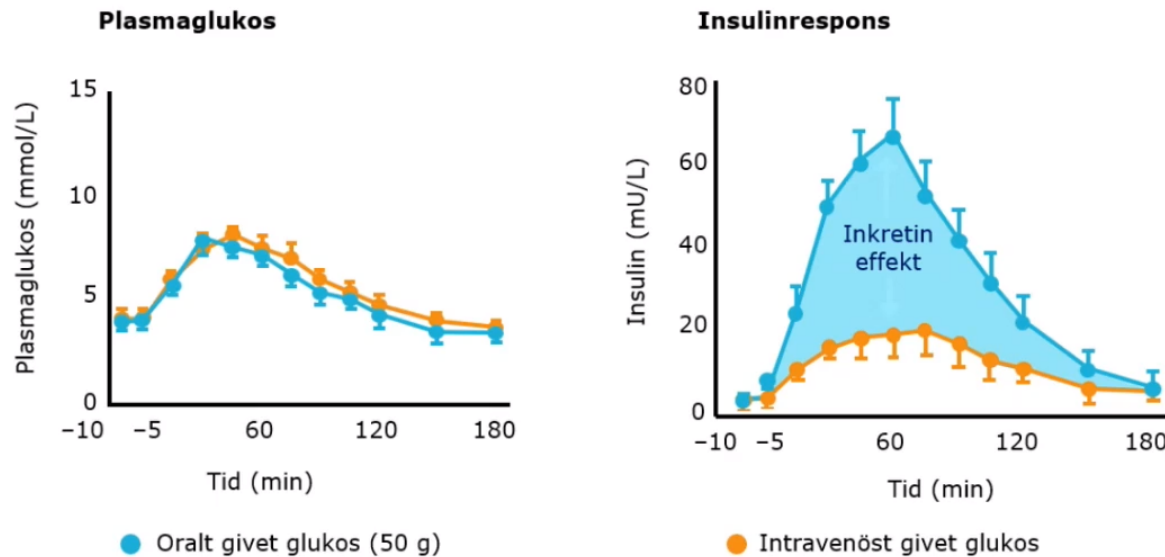 Plasmaglukos
Plasmaglukos (mmol/L)
15
10
5
0
–10
–5
60
120
180
Tid (min)
Insulinrespons
Insulin (mU/L)
80
60
40
20
0
Inkretin
effekt
–10
–5
60
120
180
Tid (min)
Oralt givet glukos (50 g)
Intravenöst givet glukos